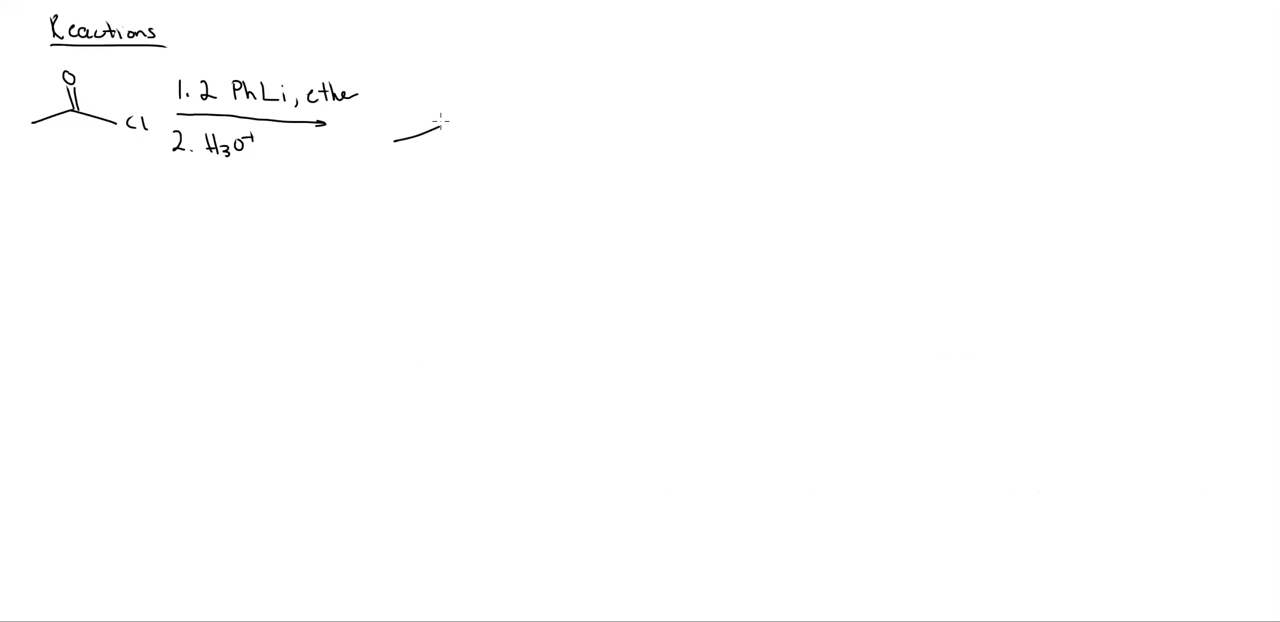 Reactions
O
Cl
1. 2 PhLi, ether
2. H₃O⁺